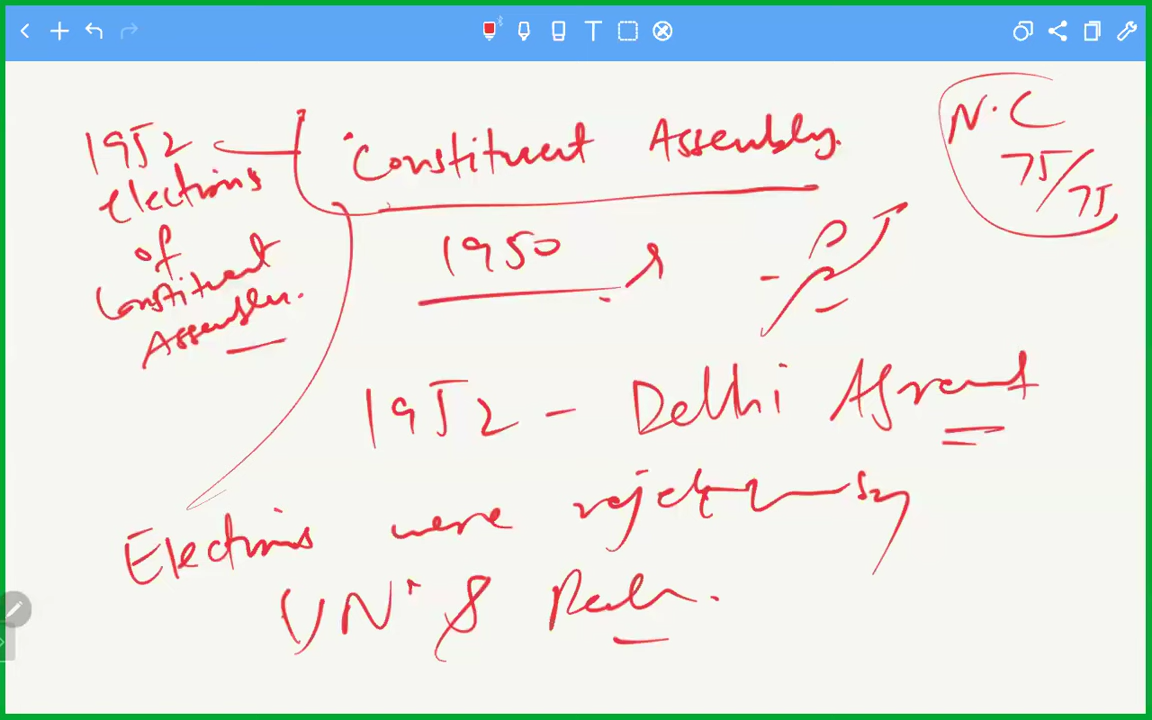 1952
elections
of
Constituent
Assembly.
Constituent Assembly.
N.C
75/75
1950
1952 - Delhi Agreement
Elections were rejected by
UN & Pak.
T